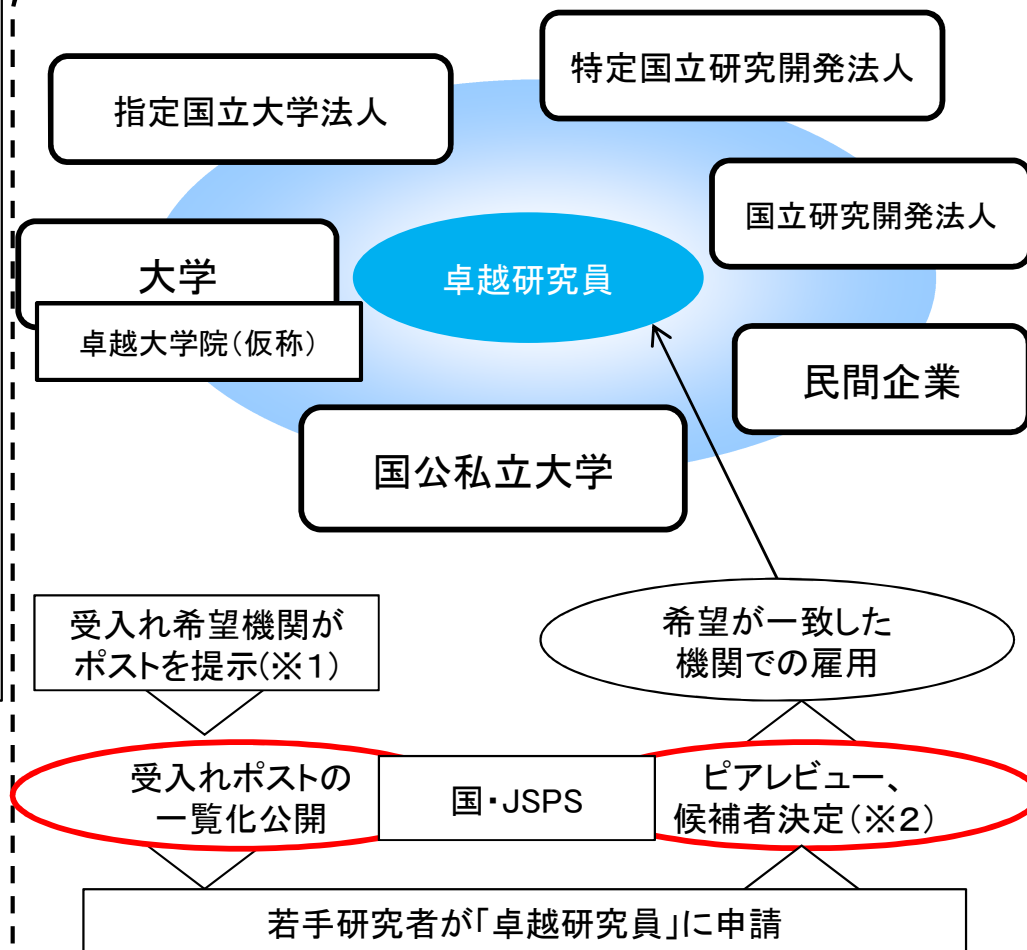 特定国立研究開発法人
指定国立大学法人
国立研究開発法人
大学
卓越研究員
卓越大学院(仮称)
民間企業
国公私立大学
受入れ希望機関が
ポストを提示(※1)
希望が一致した
機関での雇用
受入れポストの
一覧化公開
国・JSPS
ピアレビュー、
候補者決定(※2)
若手研究者が「卓越研究員」に申請